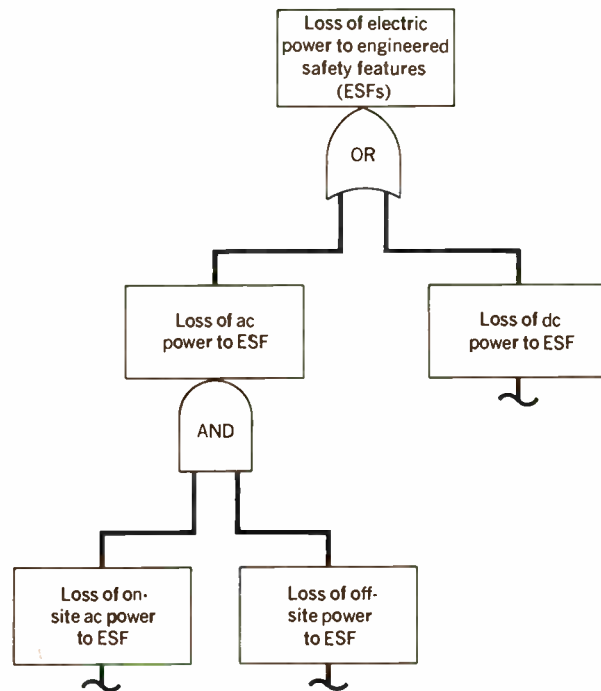 Loss of electric
power to engineered
safety features
(ESFs)
OR
Loss of ac
power to ESF
Loss of dc
power to ESF
AND
Loss of on-
site ac power
to ESF
Loss of off-
site power
to ESF